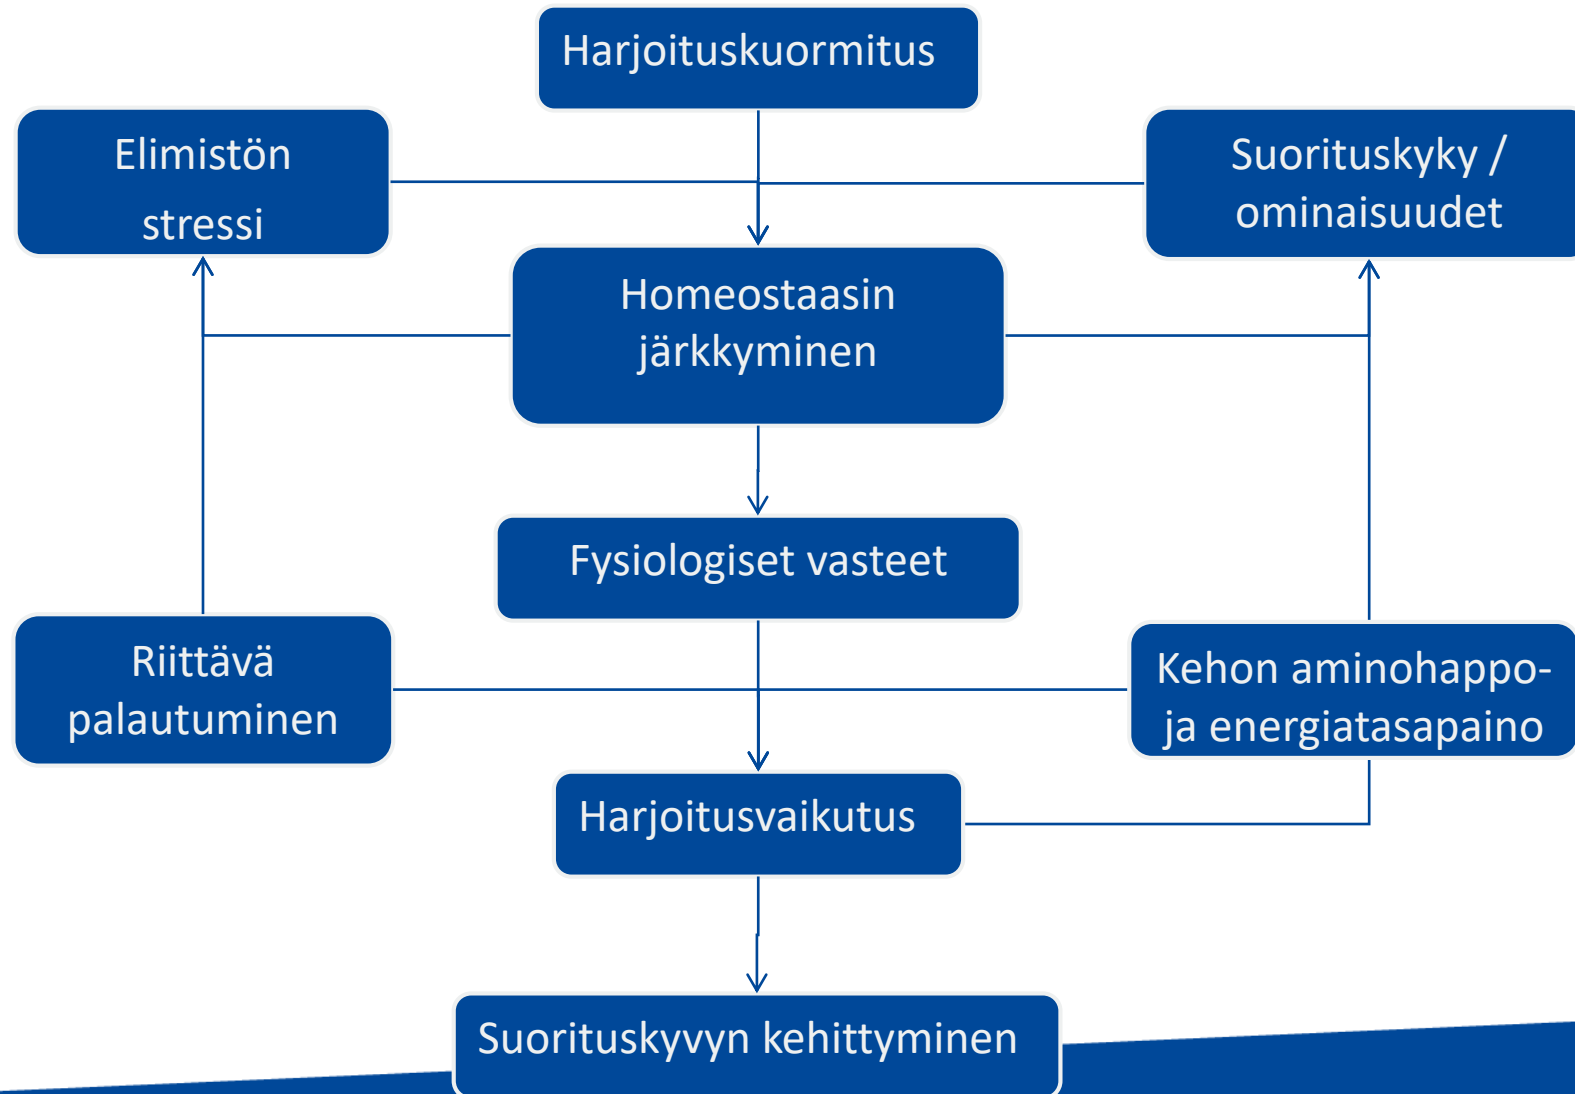 Harjoituskuormitus
Elimistön
stressi
Suorituskyky /
ominaisuudet
Homeostaasin
järkkyminen
Fysiologiset vasteet
Riittävä
palautuminen
Kehon aminohappo-
ja energiatasapaino
Harjoitusvaikutus
Suorituskyvyn kehittyminen